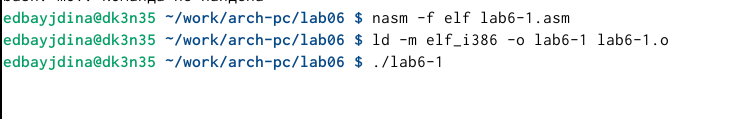 edbayjdina@dk3n35 ~/work/arch-pc/lab06 $ nasm -f elf lab6-1.asm
edbayjdina@dk3n35 ~/work/arch-pc/lab06 $ ld -m elf_i386 -o lab6-1 lab6-1.o
edbayjdina@dk3n35 ~/work/arch-pc/lab06 $ ./lab6-1